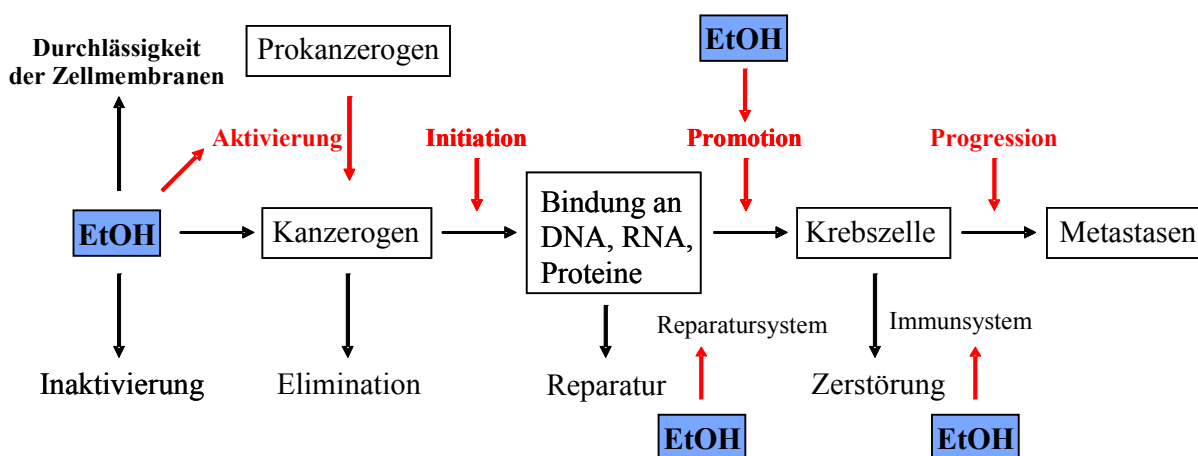 EtOH
Durchlässigkeit
der Zellmembranen
Prokanzerogen
Aktivierung
Initiation
Promotion
Progression
EtOH
Kanzerogen
Bindung an
DNA, RNA,
Proteine
Krebszelle
Metastasen
Reparatursystem
Immunsystem
Inaktivierung
Elimination
Reparatur
Zerstörung
EtOH
EtOH